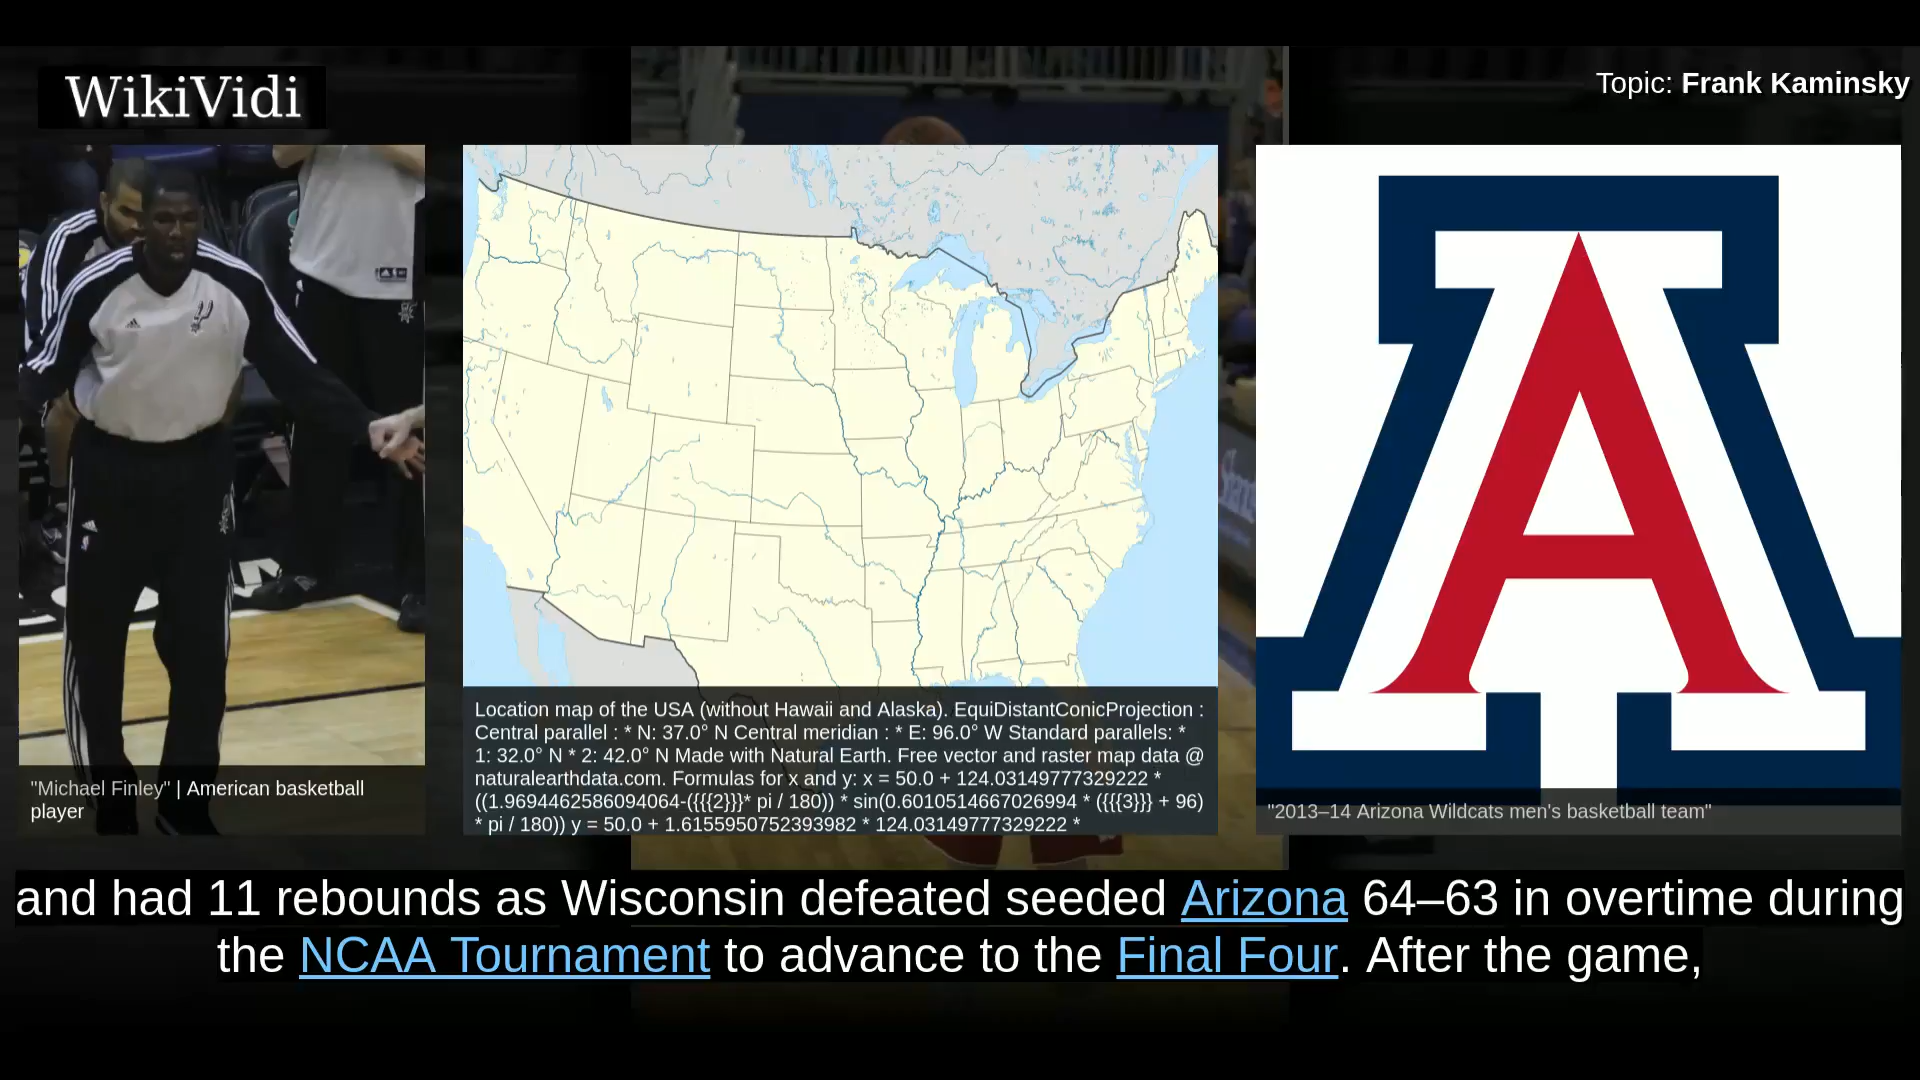 WikiVidi
Topic: Frank Kaminsky
"Michael Finley" | American basketball
player
Location map of the USA (without Hawaii and Alaska). EquiDistantConicProjection :
Central parallel : * N: 37.0° N Central meridian : * E: 96.0° W Standard parallels: *
1: 32.0° N * 2: 42.0° N Made with Natural Earth. Free vector and raster map data @
naturalearthdata.com. Formulas for x and y: x = 50.0 + 124.03149777329222 *
((1.9694462586094064-({{{2}}}* pi / 180)) * sin(0.6010514667026994 * ({{{3}}} + 96)
* pi / 180)) y = 50.0 + 1.6155950752393982 * 124.03149777329222 *
A
"2013–14 Arizona Wildcats men's basketball team"
and had 11 rebounds as Wisconsin defeated seeded Arizona 64–63 in overtime during
the NCAA Tournament to advance to the Final Four. After the game,